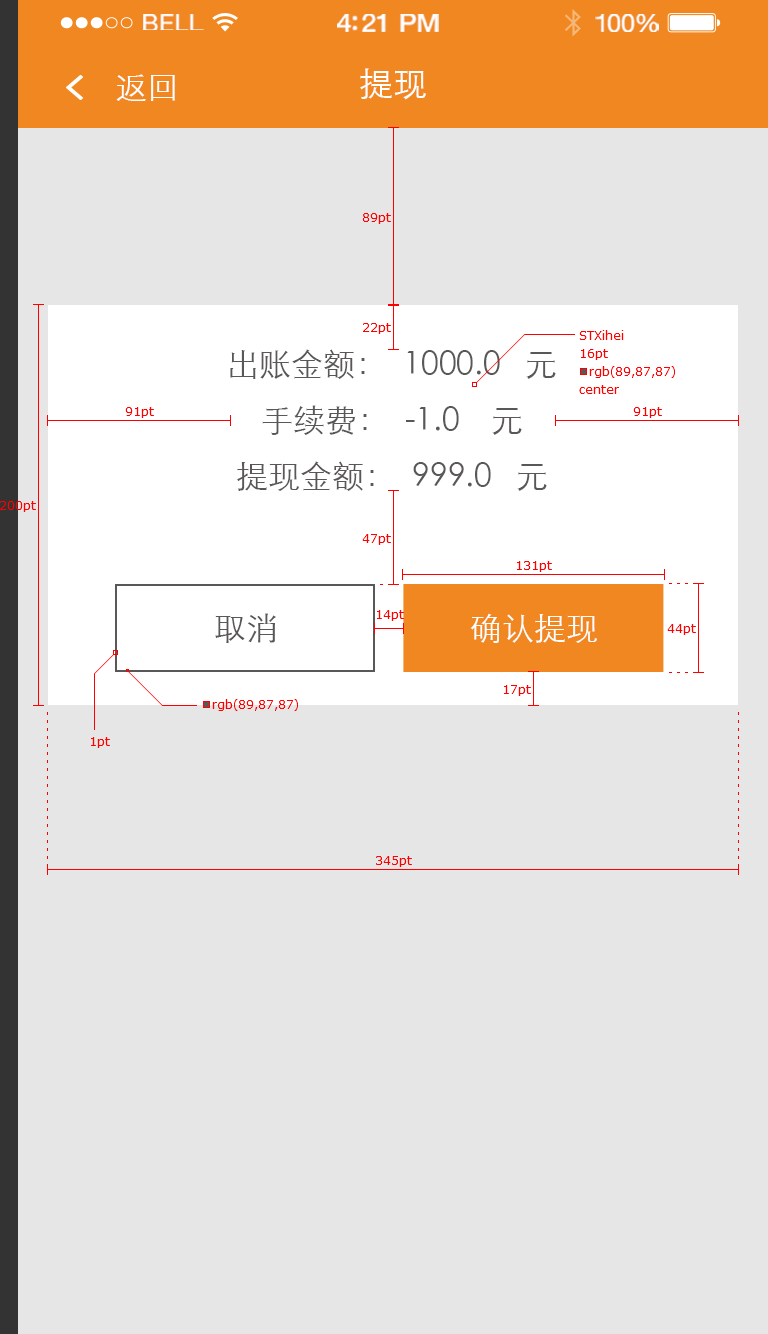 BELL 4:21 PM 100%
返回 提现
89pt
22pt
STXihei
16pt
rgb(89,87,87)
center
出账金额: 1000.0 元
91pt
手续费: -1.0 元
91pt
提现金额: 999.0 元
200pt
47pt
131pt
14pt
取消
确认提现
44pt
17pt
rgb(89,87,87)
1pt
345pt